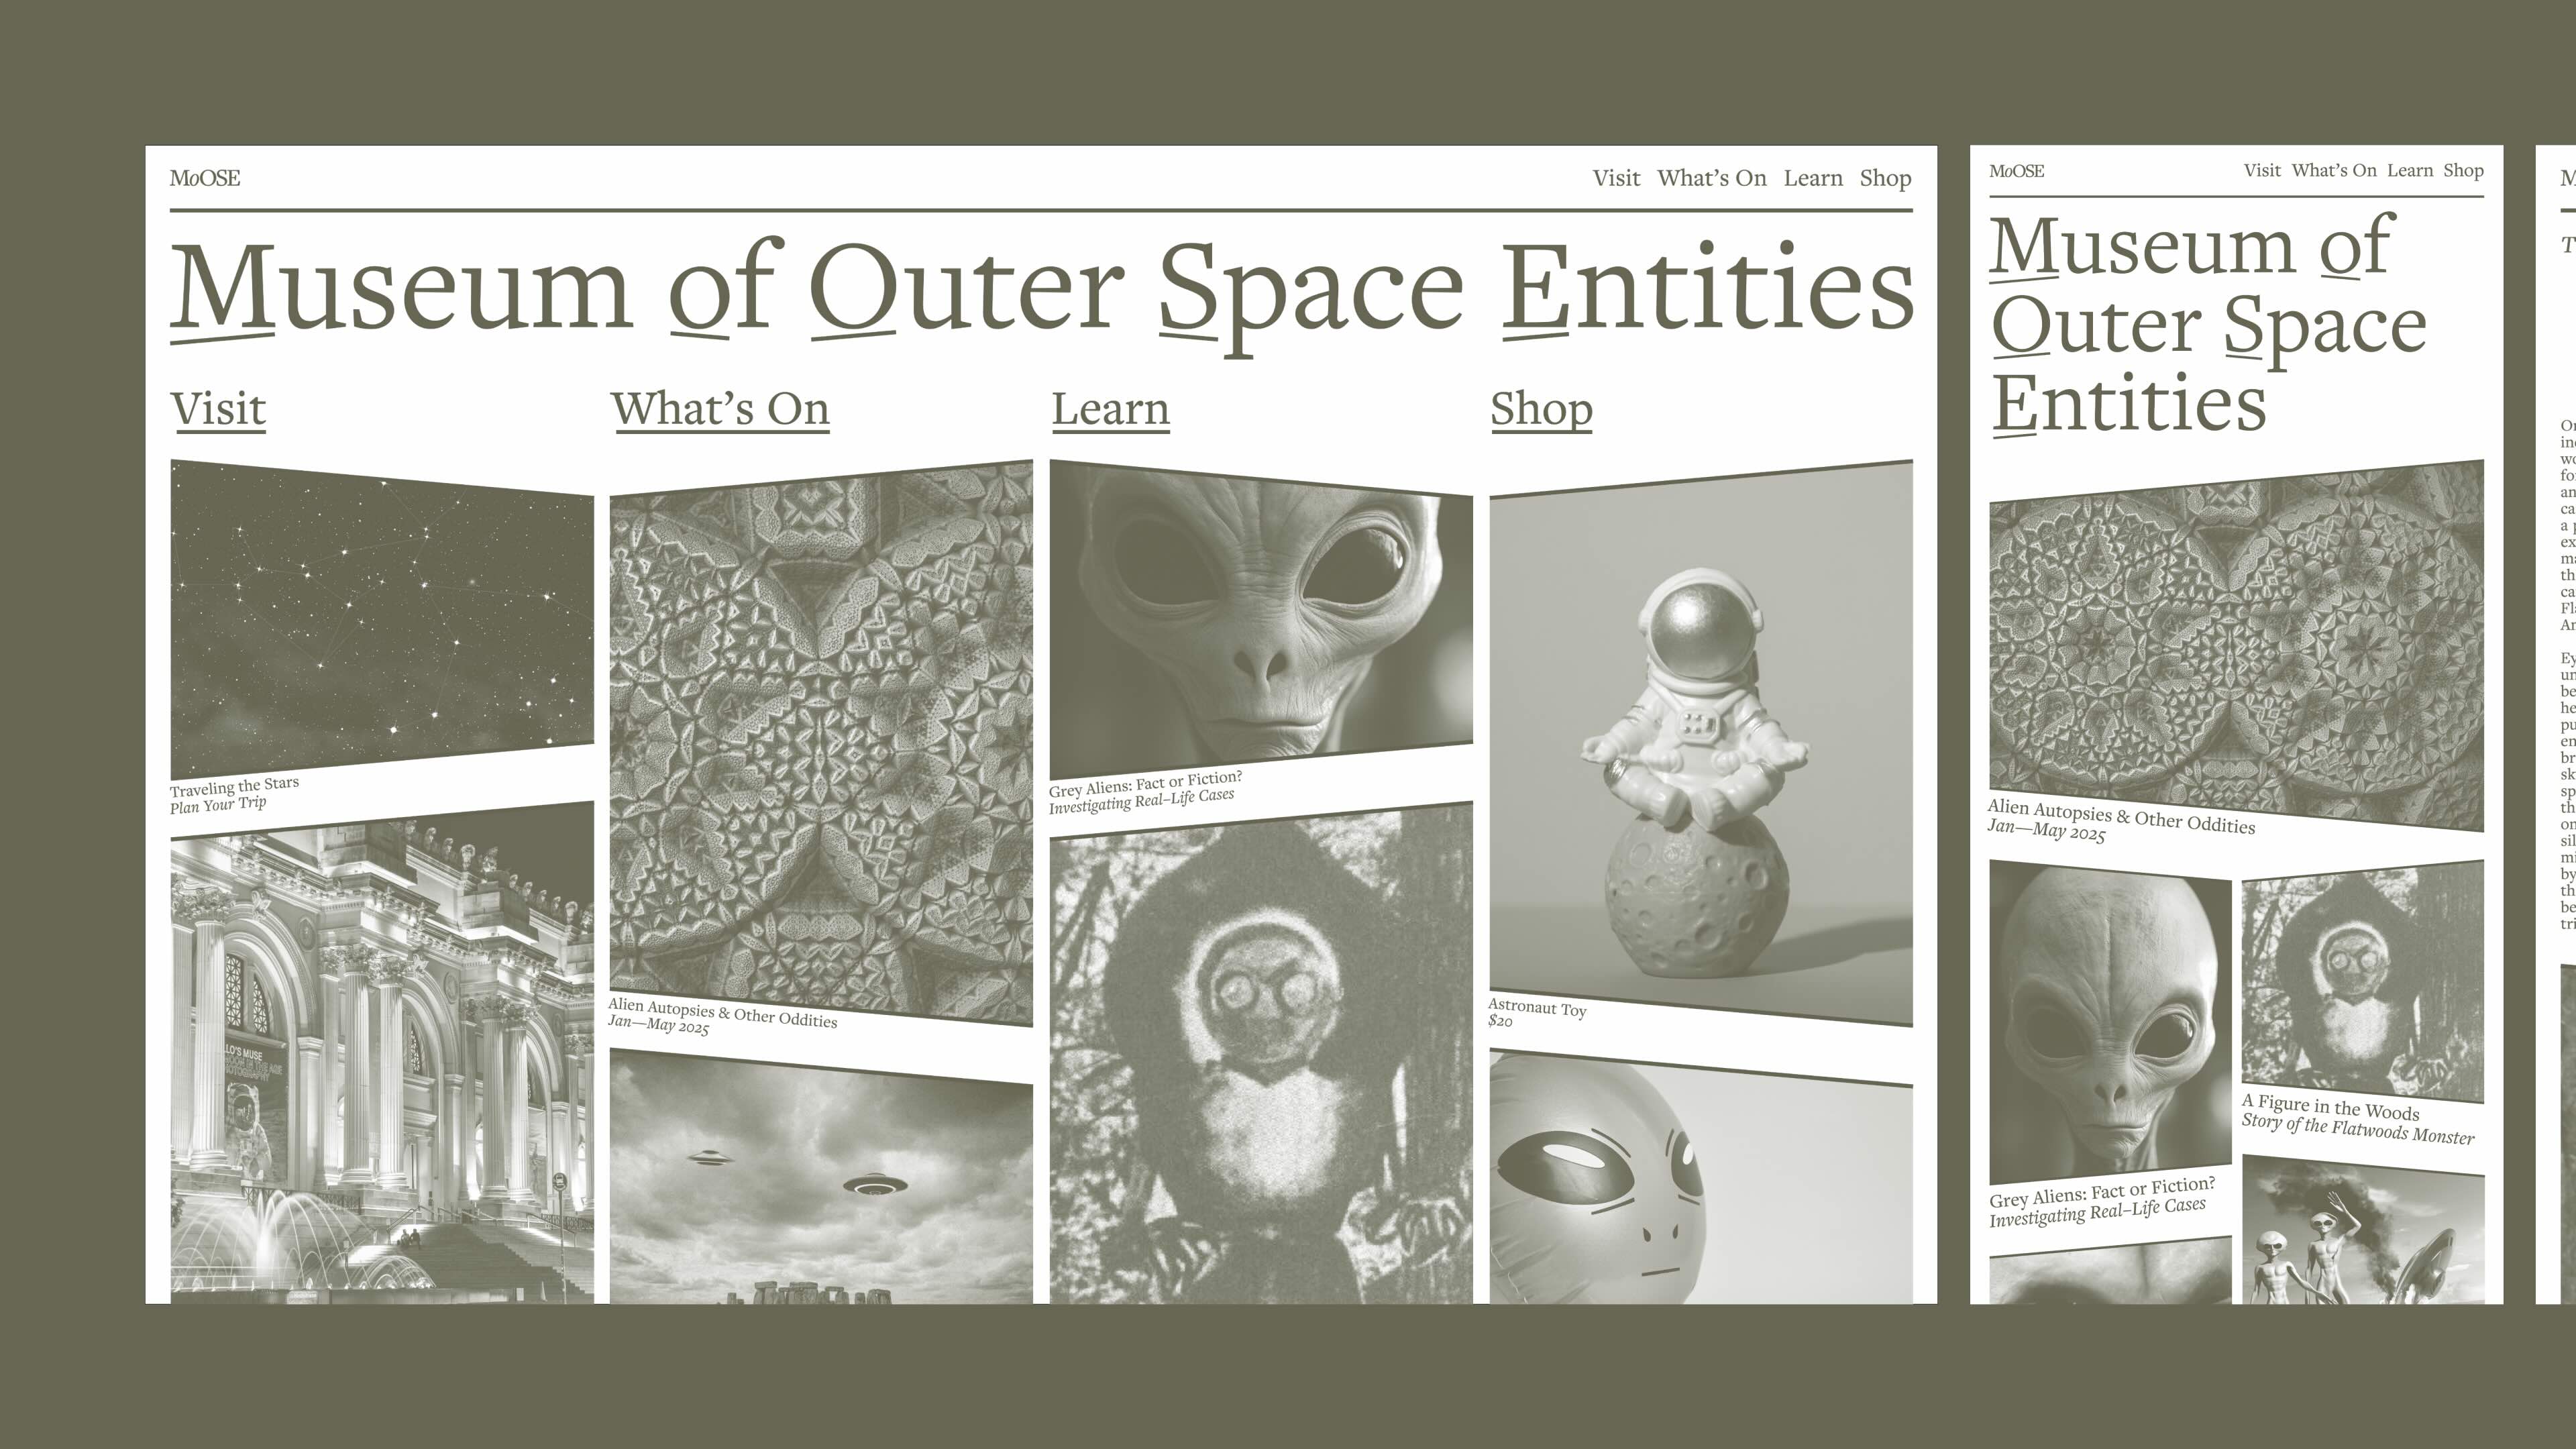 MoOSE
Visit What's On Learn Shop
Museum of Outer Space Entities
Visit
What's On
Learn
Shop
Traveling the Stars
Plan Your Trip
LO'S MUSE
Alien Autopsies & Other Oddities
Jan—May 2025
Grey Aliens: Fact or Fiction?
Investigating Real–Life Cases
Astronaut Toy
$20
MoOSE
Visit What's On Learn Shop
Museum of
Outer Space
Entities
Alien Autopsies & Other Oddities
Jan—May 2025
Grey Aliens: Fact or Fiction?
Investigating Real–Life Cases
A Figure in the Woods
Story of the Flatwoods Monster